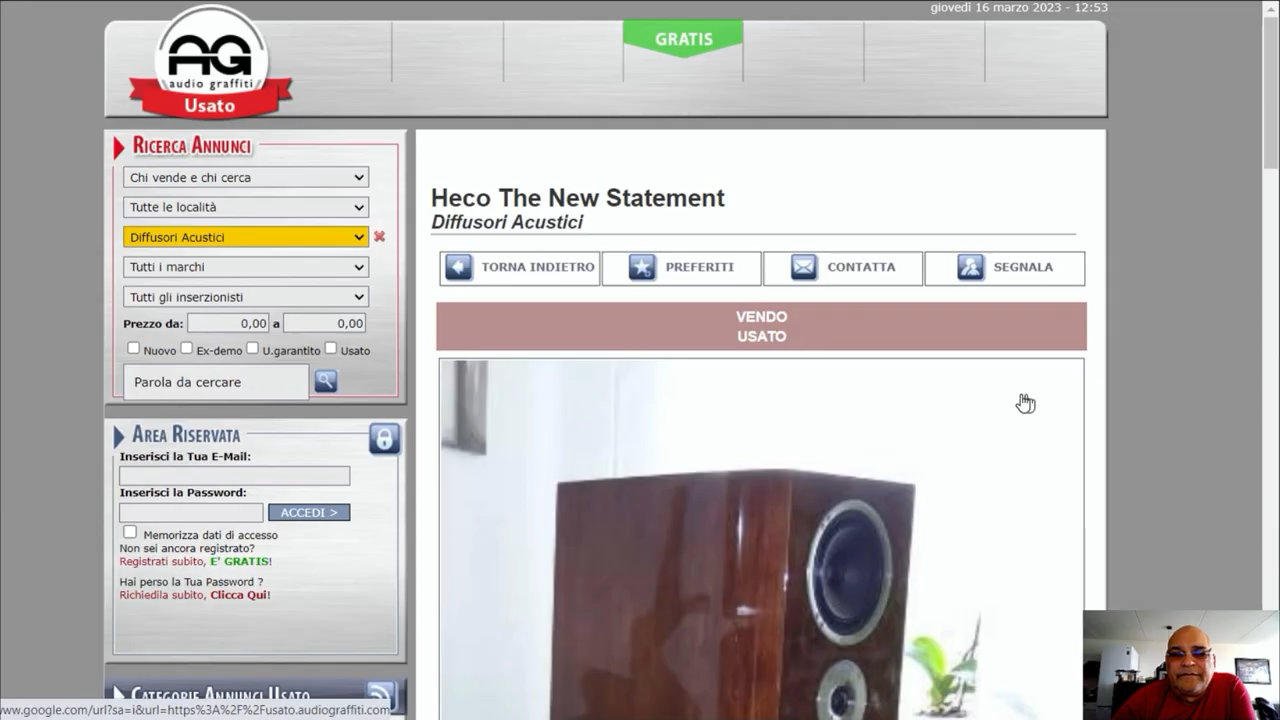 giovedì 16 marzo 2023 - 12:53
AG
audio graffiti
Usato
GRATIS
RICERCA ANNUNCI
Chi vende e chi cerca
Tutte le località
Diffusori Acustici
Tutti i marchi
Tutti gli inserzionisti
Prezzo da: 0,00 a 0,00
Nuovo Ex-demo U.garantito Usato
Parola da cercare
AREA RISERVATA
Inserisci la Tua E-Mail:
Inserisci la Password:
ACCEDI >
Memorizza dati di accesso
Non sei ancora registrato?
Registrati subito, E' GRATIS!
Hai perso la Tua Password ?
Richiedila subito, Clicca Qui!
CATEGORIE ANNUNCI USATO
www.google.com/url?sa=i&url=https%3A%2F%2Fusato.audiograffiti.com
Heco The New Statement
Diffusori Acustici
TORNA INDIETRO PREFERITI CONTATTA SEGNALA
VENDO
USATO